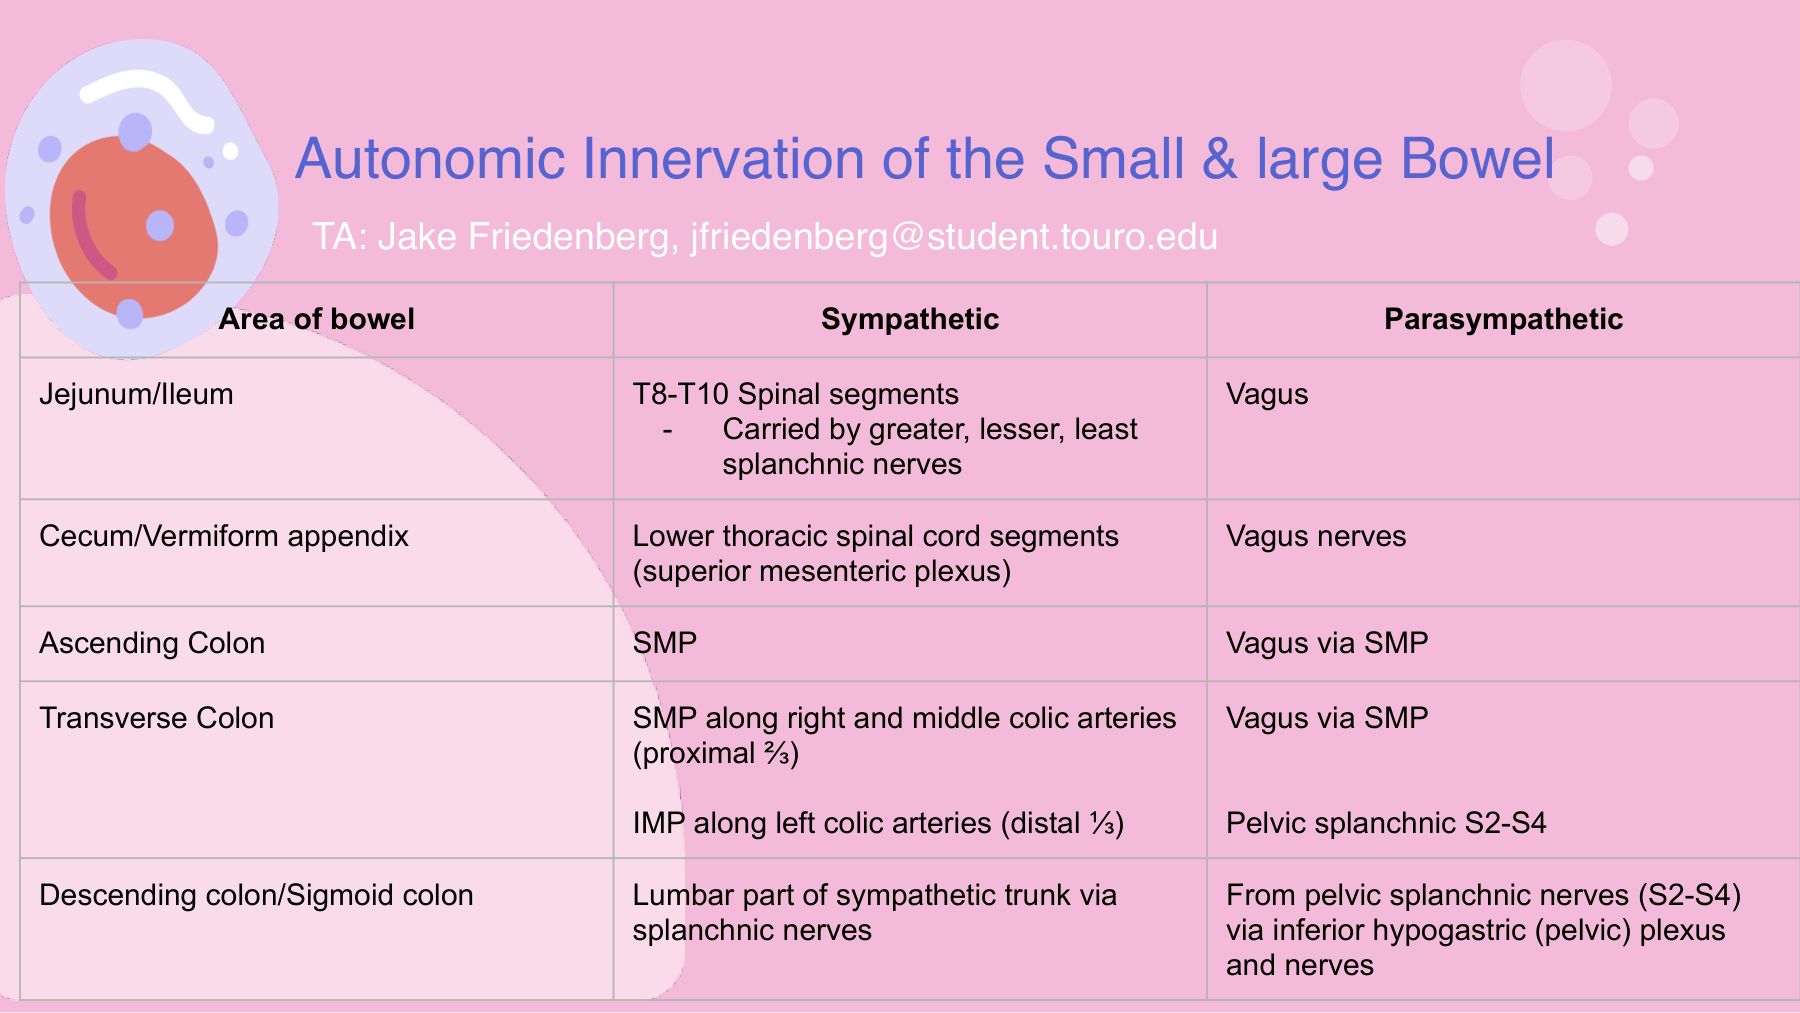 Autonomic Innervation of the Small & large Bowel
TA: Jake Friedenberg, jfriedenberg@student.touro.edu
Area of bowel
Sympathetic
Parasympathetic
Jejunum/Ileum
T8-T10 Spinal segments
- Carried by greater, lesser, least
splanchnic nerves
Vagus
Cecum/Vermiform appendix
Lower thoracic spinal cord segments
(superior mesenteric plexus)
Vagus nerves
Ascending Colon
SMP
Vagus via SMP
Transverse Colon
SMP along right and middle colic arteries
(proximal ⅔)
IMP along left colic arteries (distal ⅓)
Vagus via SMP
Pelvic splanchnic S2-S4
Descending colon/Sigmoid colon
Lumbar part of sympathetic trunk via
splanchnic nerves
From pelvic splanchnic nerves (S2-S4)
via inferior hypogastric (pelvic) plexus
and nerves